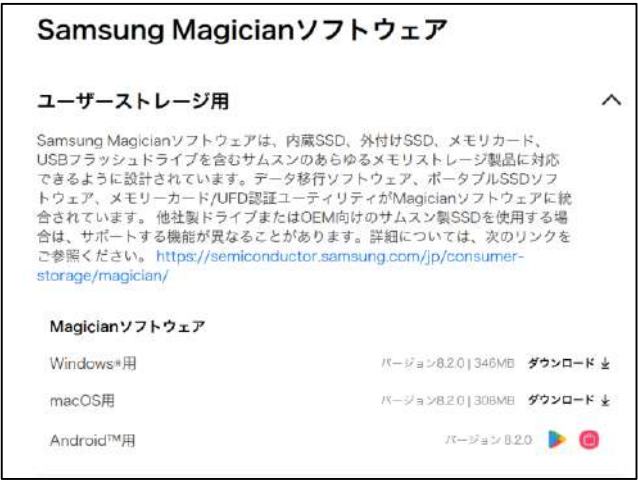 Samsung Magicianソフトウェア
ユーザーストレージ用
Samsung Magicianソフトウェアは、内蔵SSD、外付けSSD、メモリカード、
USBフラッシュドライブを含むサムスンのあらゆるメモリストレージ製品に対応
できるように設計されています。データ移行ソフトウェア、ポータブルSSDソフ
トウェア、メモリーカード/UFD認証ユーティリティがMagicianソフトウェアに統
合されています。 他社製ドライブまたはOEM向けのサムスン製SSDを使用する場
合は、サポートする機能が異なることがあります。詳細については、次のリンクを
ご参照ください。 https://semiconductor.samsung.com/jp/consumer-
storage/magician/
Magicianソフトウェア
Windows®用 バージョン8.2.0 | 346MB ダウンロード
macOS用 バージョン8.2.0 | 306MB ダウンロード
Android™用 バージョン 8.2.0